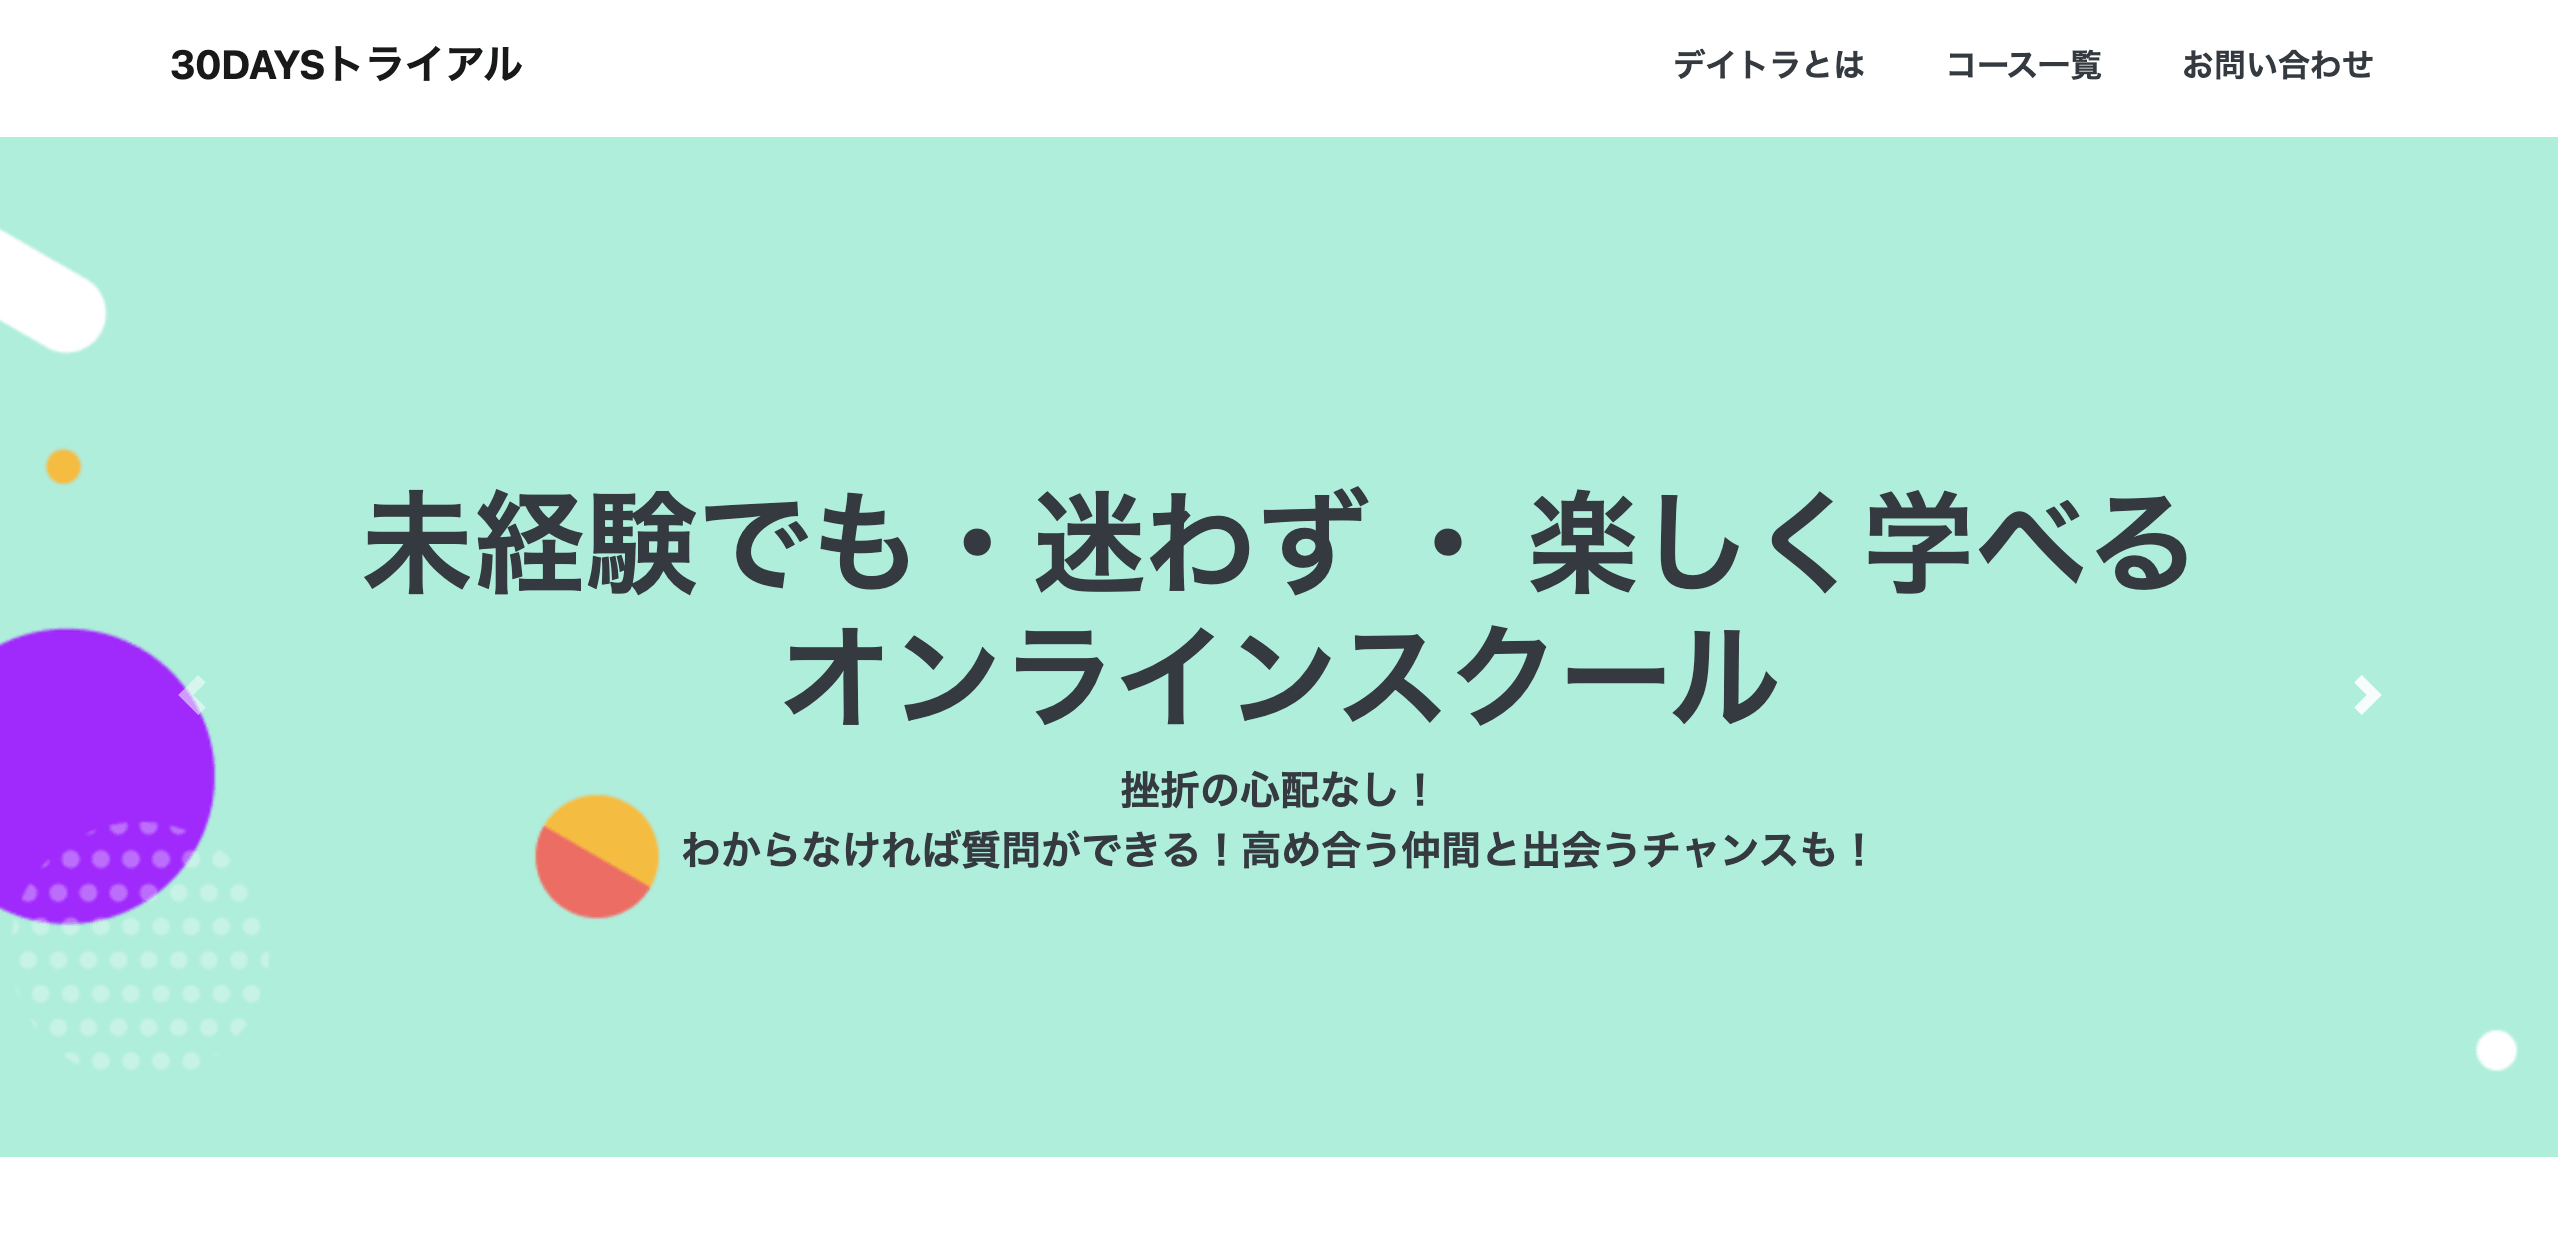 30DAYSトライアル
デイトラとは
コース一覧
お問い合わせ
未経験でも・迷わず ・ 楽しく学べる
オンラインスクール
挫折の心配なし！
わからなければ質問ができる！高め合う仲間と出会うチャンスも！